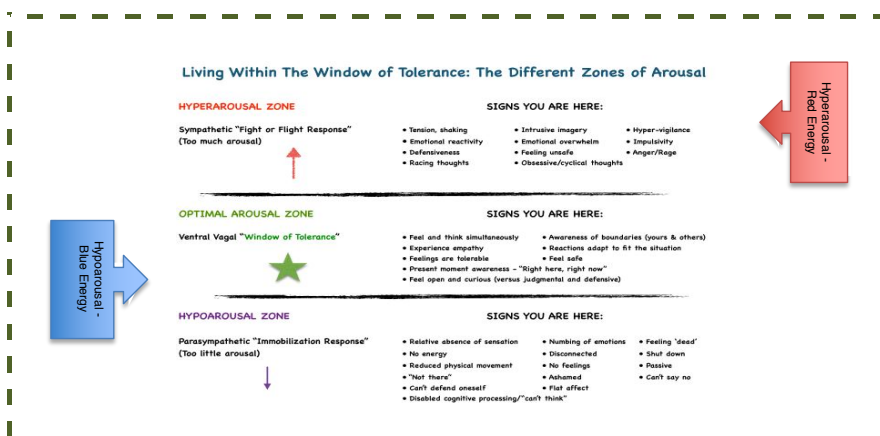 Living Within The Window of Tolerance: The Different Zones of Arousal
HYPERAROUSAL ZONE
Sympathetic "Fight or Flight Response"
(Too much arousal)
SIGNS YOU ARE HERE:
• Tension, shaking
• Emotional reactivity
• Defensiveness
• Racing thoughts
• Intrusive imagery
• Emotional overwhelm
• Feeling unsafe
• Obsessive/cyclical thoughts
• Hyper-vigilance
• Impulsivity
• Anger/Rage
Hyperarousal -
Red Energy
OPTIMAL AROUSAL ZONE
Ventral Vagal "Window of Tolerance"
SIGNS YOU ARE HERE:
• Feel and think simultaneously
• Experience empathy
• Feelings are tolerable
• Present moment awareness - "Right here, right now"
• Feel open and curious (versus judgmental and defensive)
• Awareness of boundaries (yours & others)
• Reactions adapt to fit the situation
• Feel safe
Hypoarousal -
Blue Energy
HYPOAROUSAL ZONE
Parasympathetic "Immobilization Response"
(Too little arousal)
SIGNS YOU ARE HERE:
• Relative absence of sensation
• No energy
• Reduced physical movement
• "Not there"
• Can't defend oneself
• Disabled cognitive processing/"can't think"
• Numbing of emotions
• Disconnected
• No feelings
• Ashamed
• Flat affect
• Feeling 'dead'
• Shut down
• Passive
• Can't say no